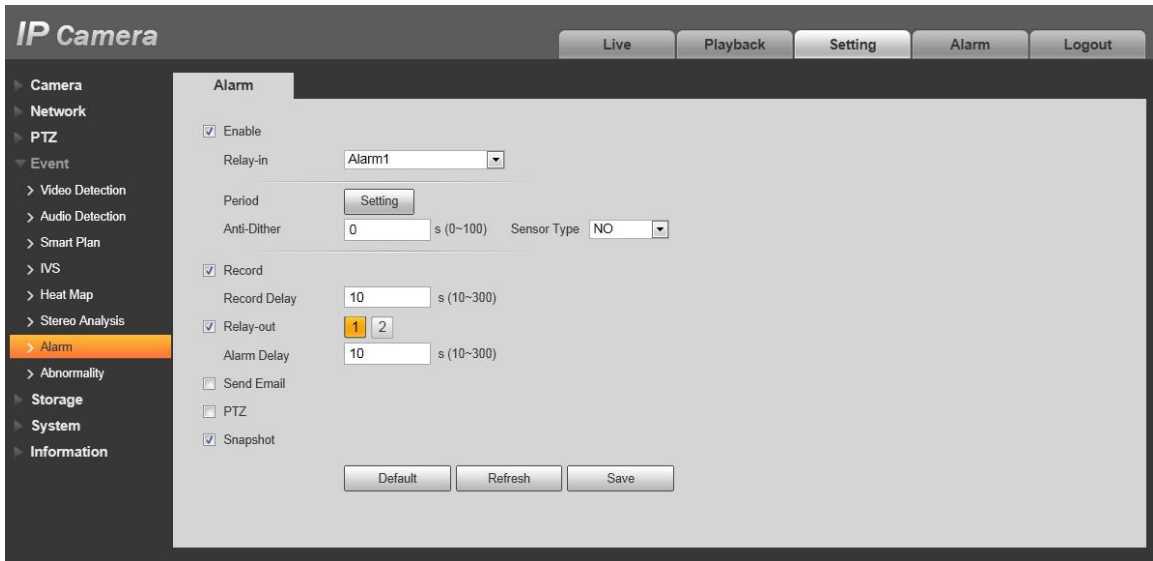 IP Camera
Live Playback Setting Alarm Logout
Camera
Network
PTZ
Event
Video Detection
Audio Detection
Smart Plan
IVS
Heat Map
Stereo Analysis
Alarm
Abnormality
Storage
System
Information
Alarm
Enable
Relay-in Alarm1
Period Setting
Anti-Dither 0 s (0~100) Sensor Type NO
Record
Record Delay 10 s (10~300)
Relay-out 1 2
Alarm Delay 10 s (10~300)
Send Email
PTZ
Snapshot
Default Refresh Save